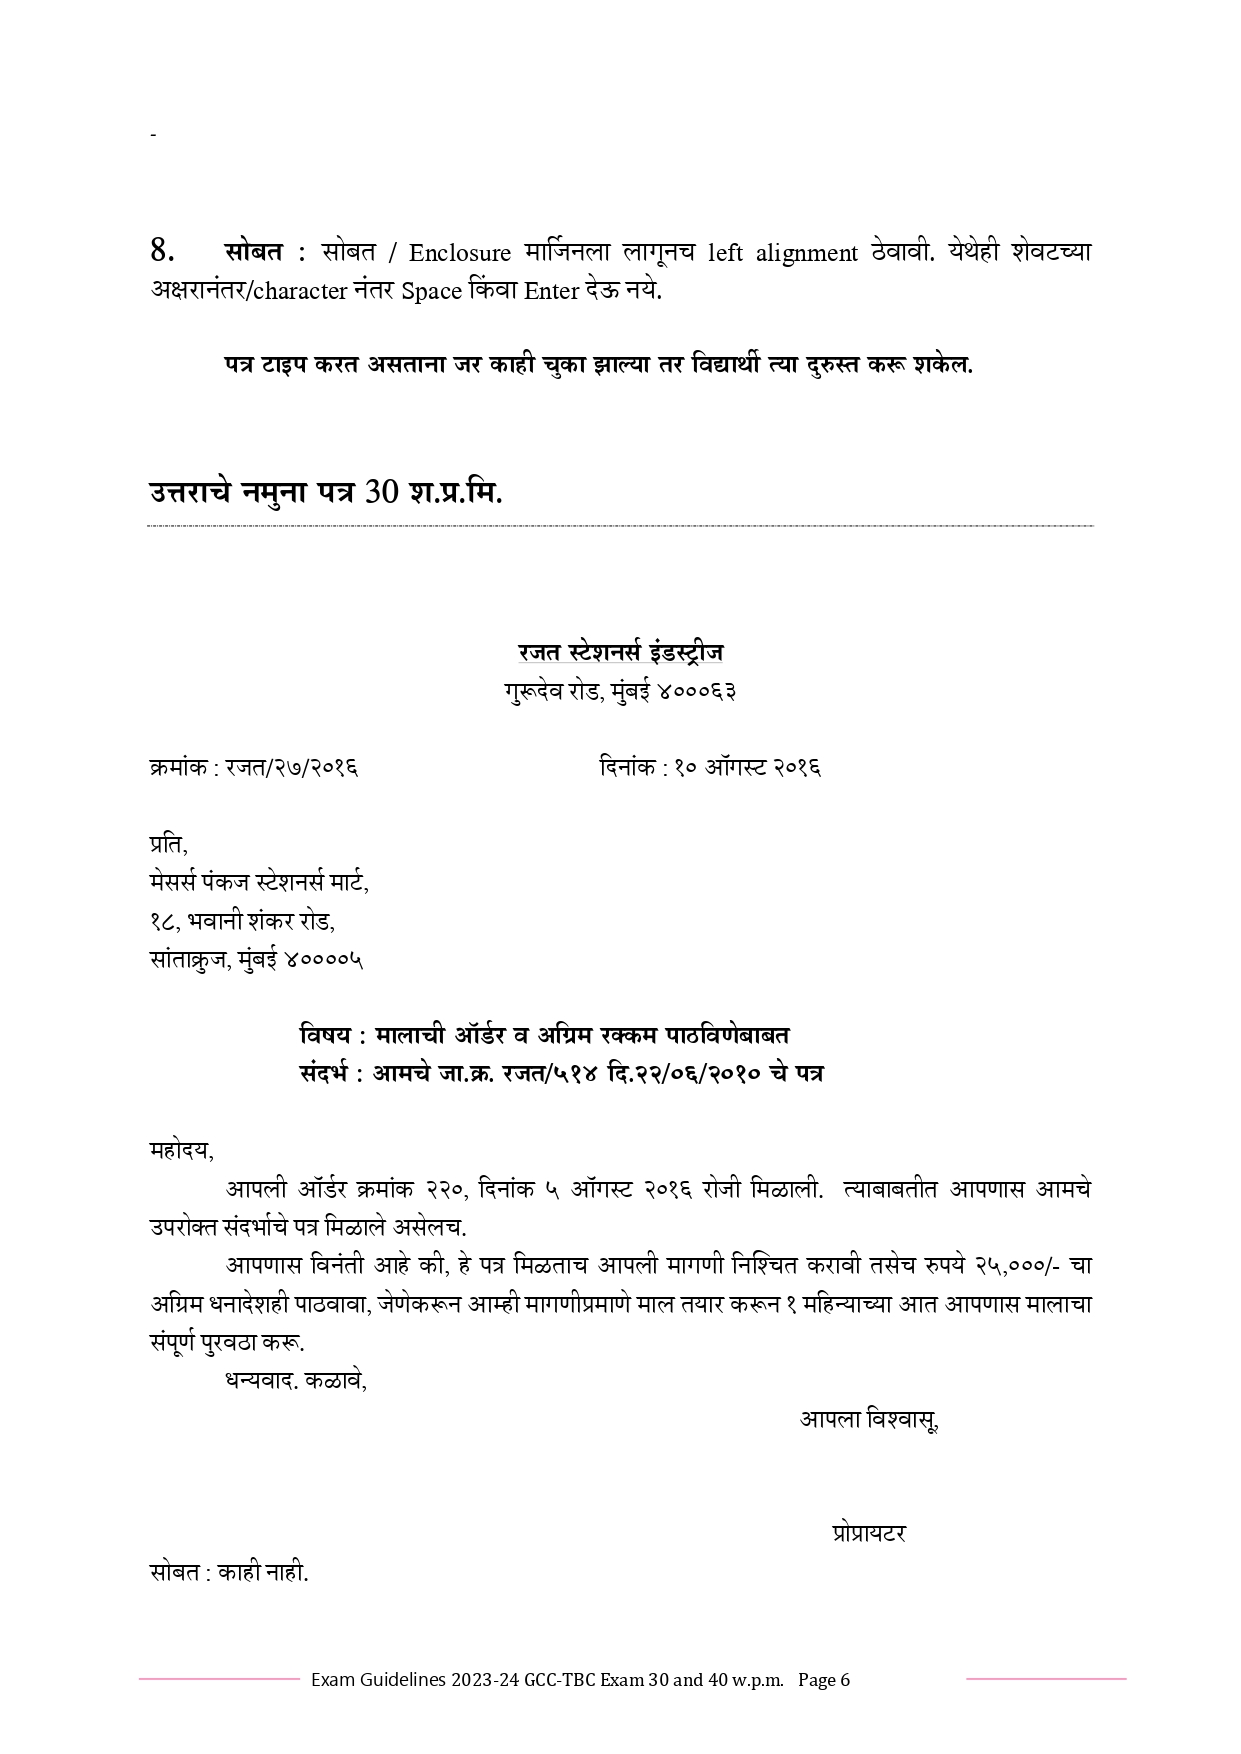 -
8. सोबत : सोबत / Enclosure मार्जिनला लागूनच left alignment ठेवावी. येथेही शेवटच्या
अक्षरानंतर/character नंतर Space किंवा Enter देऊ नये.
पत्र टाइप करत असताना जर काही चुका झाल्या तर विद्यार्थी त्या दुरुस्त करू शकेल.
उत्तराचे नमुना पत्र 30 श.प्र.मि.
रजत स्टेशनर्स इंडस्ट्रीज
गुरूदेव रोड, मुंबई ४०००६३
क्रमांक : रजत/२७/२०१६ दिनांक : १० ऑगस्ट २०१६
प्रति,
मेसर्स पंकज स्टेशनर्स मार्ट,
१८, भवानी शंकर रोड,
सांताक्रुज, मुंबई ४००००५
विषय : मालाची ऑर्डर व अग्रिम रक्कम पाठविणेबाबत
संदर्भ : आमचे जा.क्र. रजत/५१४ दि.२२/०६/२०१० चे पत्र
महोदय,
आपली ऑर्डर क्रमांक २२०, दिनांक ५ ऑगस्ट २०१६ रोजी मिळाली. त्याबाबतीत आपणास आमचे
उपरोक्त संदर्भाचे पत्र मिळाले असेलच.
आपणास विनंती आहे की, हे पत्र मिळताच आपली मागणी निश्चित करावी तसेच रुपये २५,०००/- चा
अग्रिम धनादेशही पाठवावा, जेणेकरून आम्ही मागणीप्रमाणे माल तयार करून १ महिन्याच्या आत आपणास मालाचा
संपूर्ण पुरवठा करू.
धन्यवाद. कळावे,
आपला विश्वासू,
प्रोप्रायटर
सोबत : काही नाही.
Exam Guidelines 2023-24 GCC-TBC Exam 30 and 40 w.p.m. Page 6